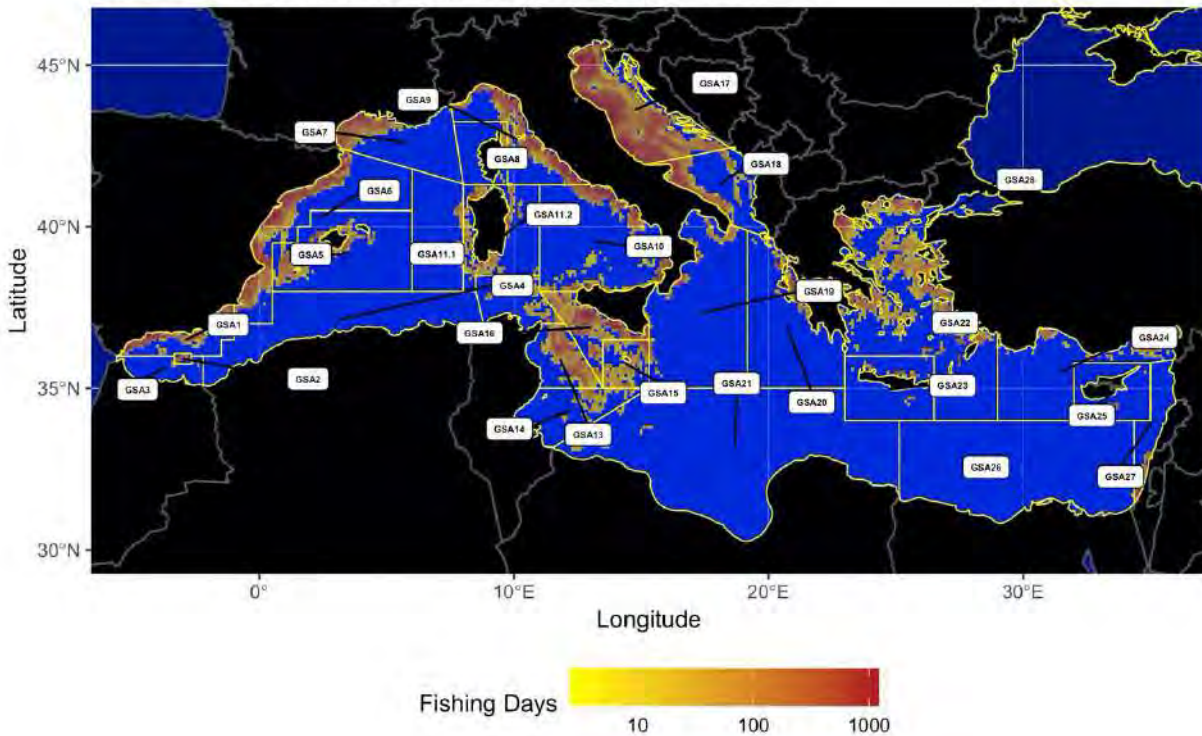 45°N
GSA17
GSA9
GSA7
GSA8
GSA18
GSA28
GSA6
GSA11.2
40°N
GSA5
GSA11.1
GSA10
GSA4
GSA19
GSA1
GSA16
GSA22
GSA24
35°N
GSA3
GSA2
GSA21
GSA23
GSA15
GSA20
GSA25
GSA14
GSA13
GSA26
GSA27
30°N
Latitude
0°
10°E
20°E
30°E
Longitude
Fishing Days
10
100
1000